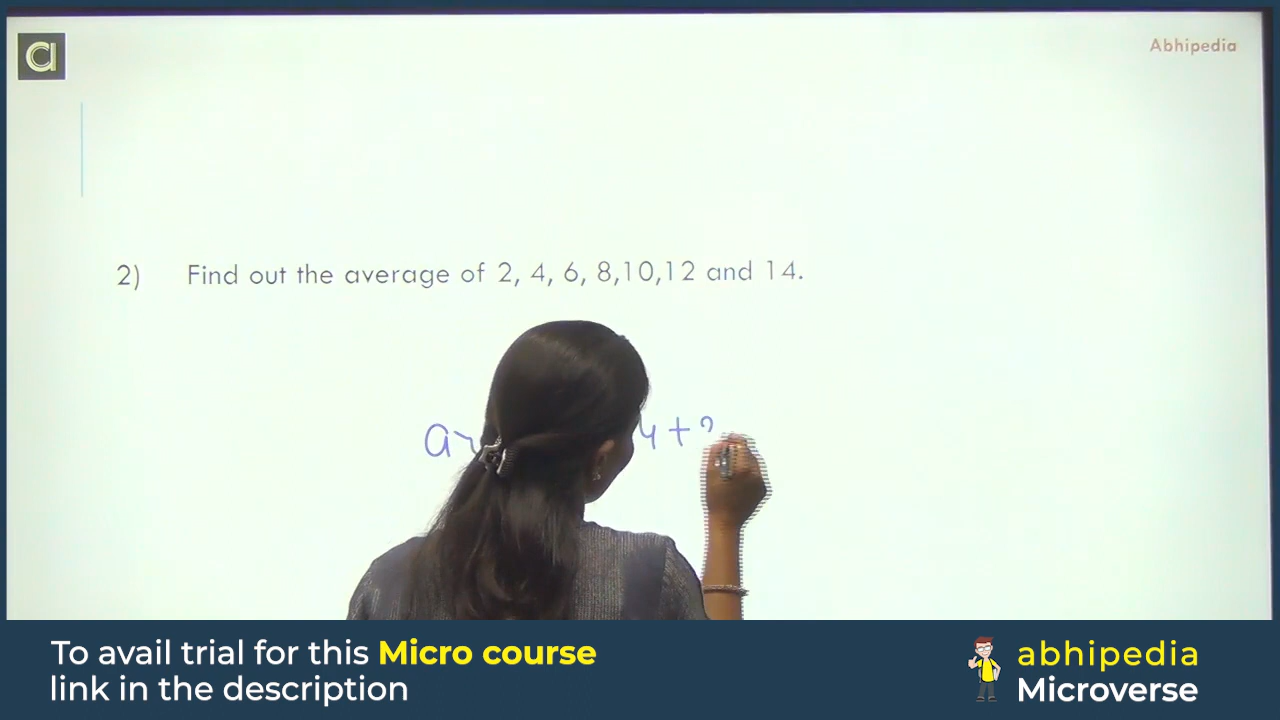 a
Abhipedia
2) Find out the average of 2, 4, 6, 8,10,12 and 14.
4 +
To avail trial for this Micro course
link in the description
abhipedia
Microverse